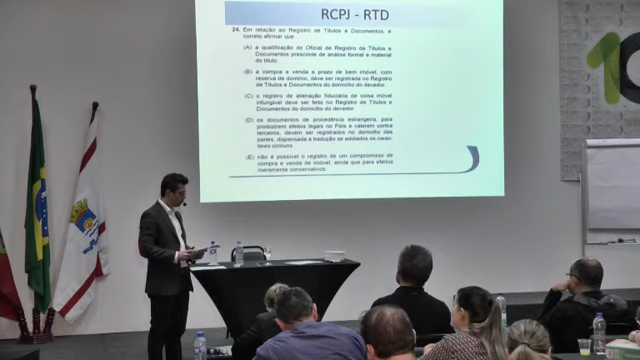 RCPJ - RTD
24. Em relação ao Registro de Títulos e Documentos, é
correto afirmar que
(A) a qualificação do Oficial de Registro de Títulos e
Documentos prescinde de análise formal e material
do título.
(B) a compra e venda a prazo de bem imóvel, com
reserva de domínio, deve ser registrada no Registro
de Títulos e Documentos do domicílio do devedor.
(C) o registro de alienação fiduciária de coisa móvel
infungível deve ser feito no Registro de Títulos e
Documentos do domicílio do devedor.
(D) os documentos de procedência estrangeira, para
produzirem efeitos legais no País e valerem contra
terceiros, devem ser registrados no domicílio das
partes, dispensada a tradução se adotados os carac-
teres comuns.
(E) não é possível o registro de um compromisso de
compra e venda de imóvel, ainda que para efeitos
meramente conservativos.